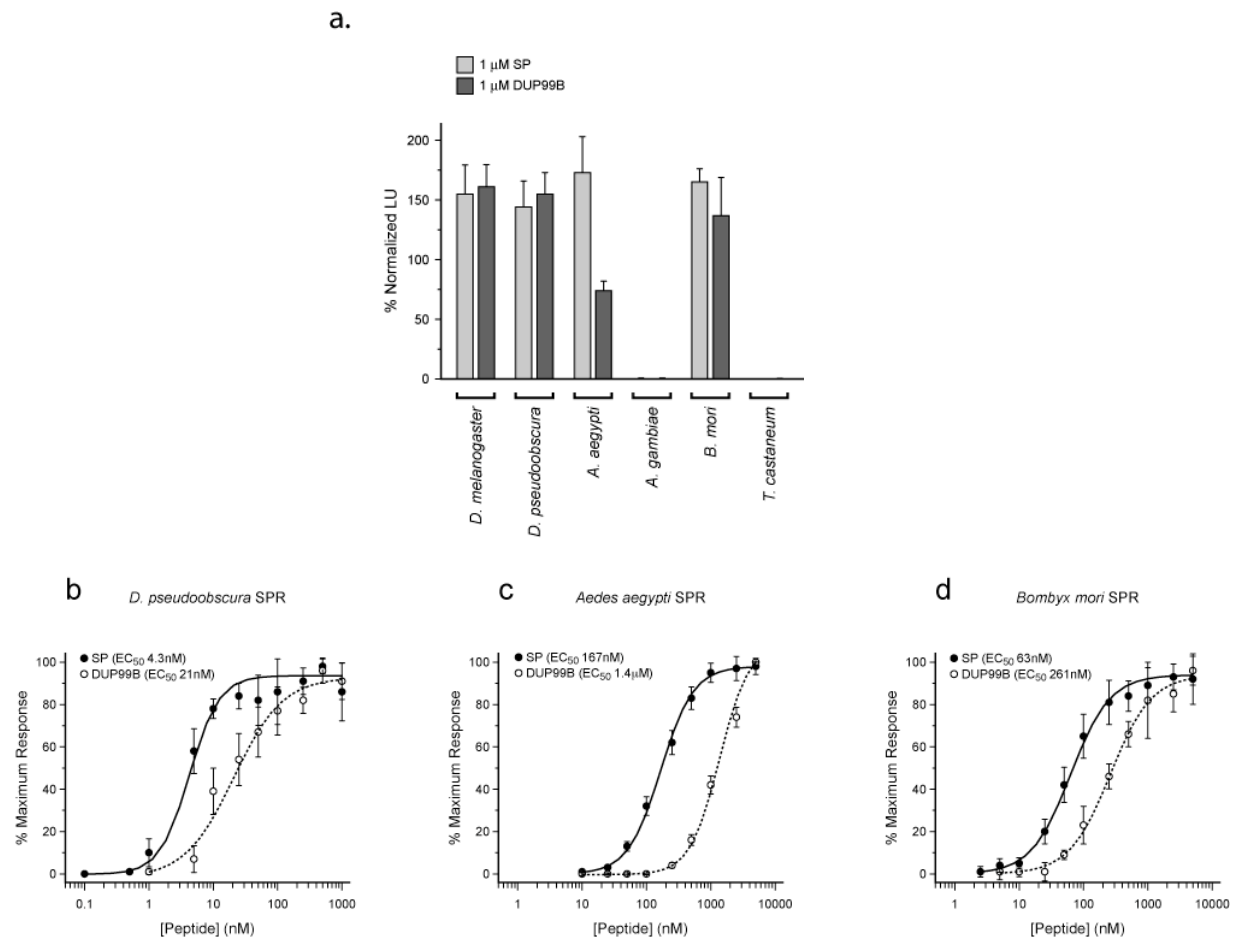 a.
1 μM SP
1 μM DUP99B
% Normalized LU
200
150
100
50
0
D. melanogaster
D. pseudoobscura
A. aegypti
A. gambiae
B. mori
T. castaneum
b
D. pseudoobscura SPR
SP (EC50 4.3nM)
DUP99B (EC50 21nM)
% Maximum Response
100
80
60
40
20
0
0.1 1 10 100 1000
[Peptide] (nM)
c
Aedes aegypti SPR
SP (EC50 167nM)
DUP99B (EC50 1.4μM)
% Maximum Response
100
80
60
40
20
0
1 10 100 1000 10000
[Peptide] (nM)
d
Bombyx mori SPR
SP (EC50 63nM)
DUP99B (EC50 261nM)
% Maximum Response
100
80
60
40
20
0
1 10 100 1000 10000
[Peptide] (nM)